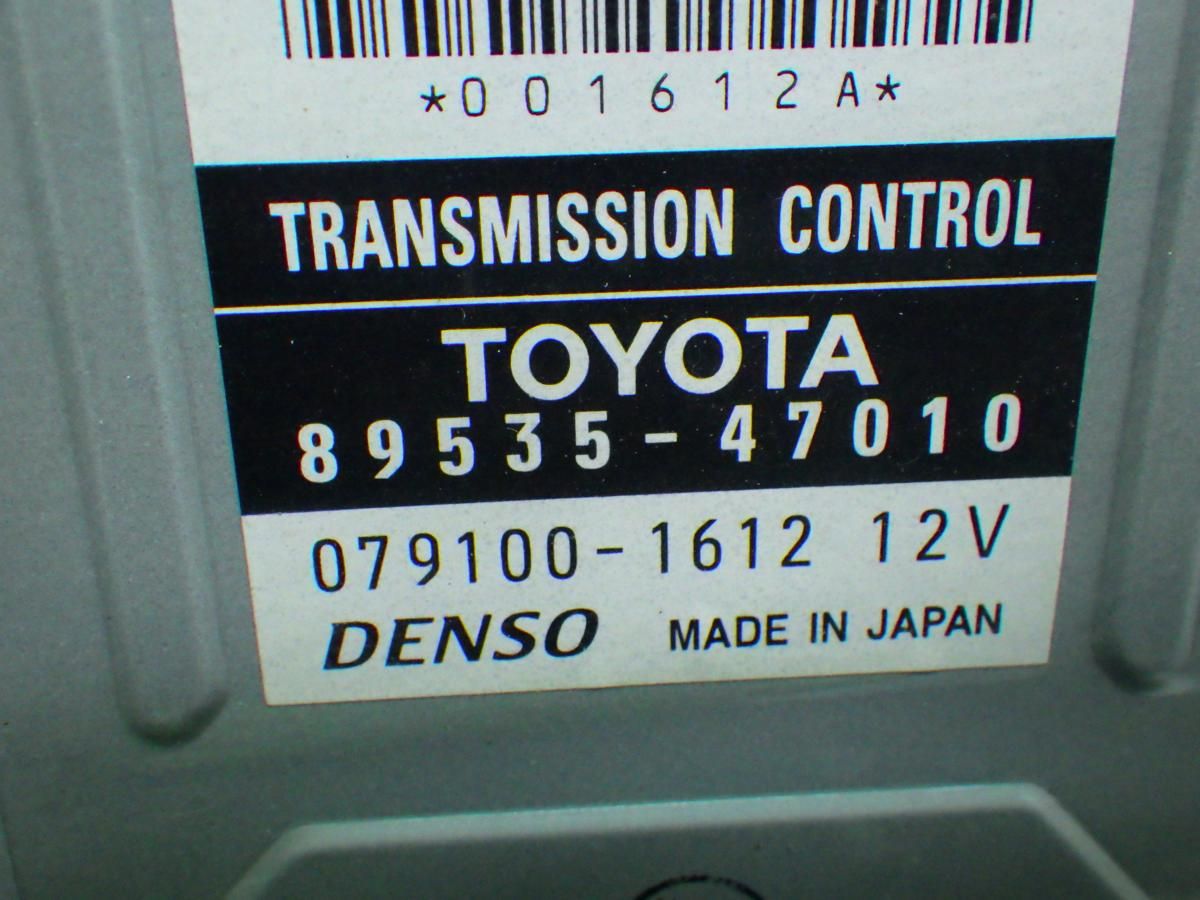 *001612A*
TRANSMISSION CONTROL
TOYOTA
89535-47010
079100-1612 12V
DENSO MADE IN JAPAN